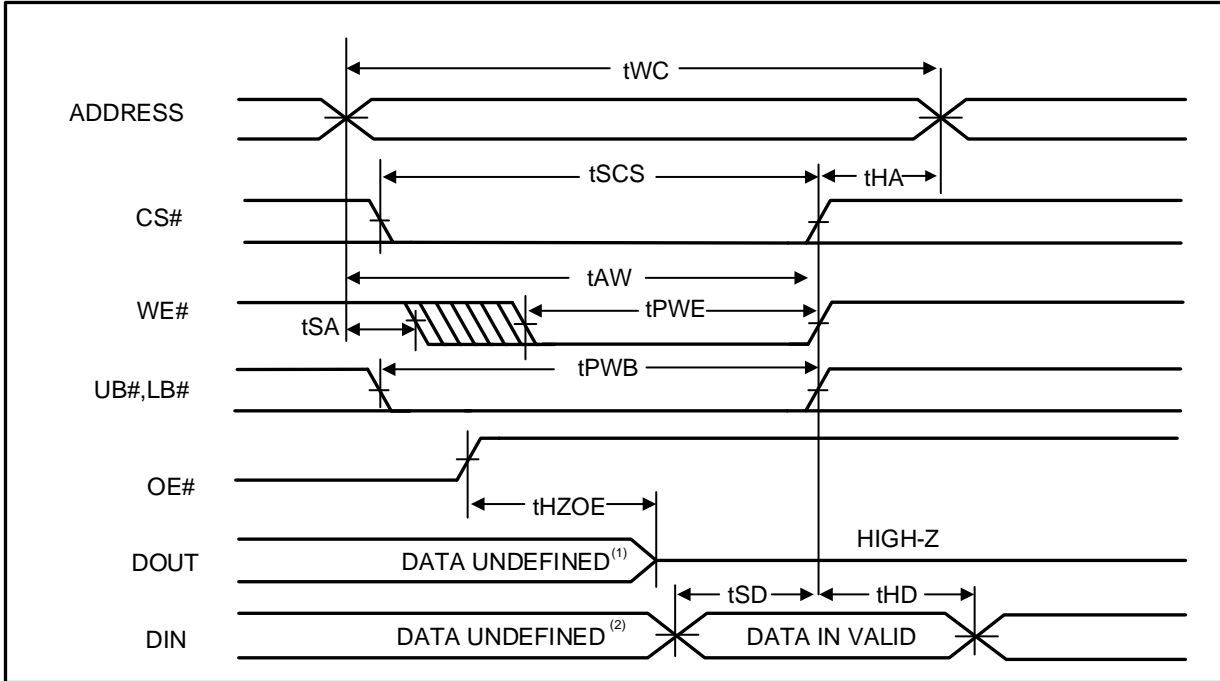 tWC
ADDRESS
tSCS
tHA
CS#
tAW
WE#
tSA
tPWE
tPWB
UB#,LB#
OE#
tHZOE
HIGH-Z
DOUT
DATA UNDEFINED(1)
tSD
tHD
DIN
DATA UNDEFINED (2)
DATA IN VALID